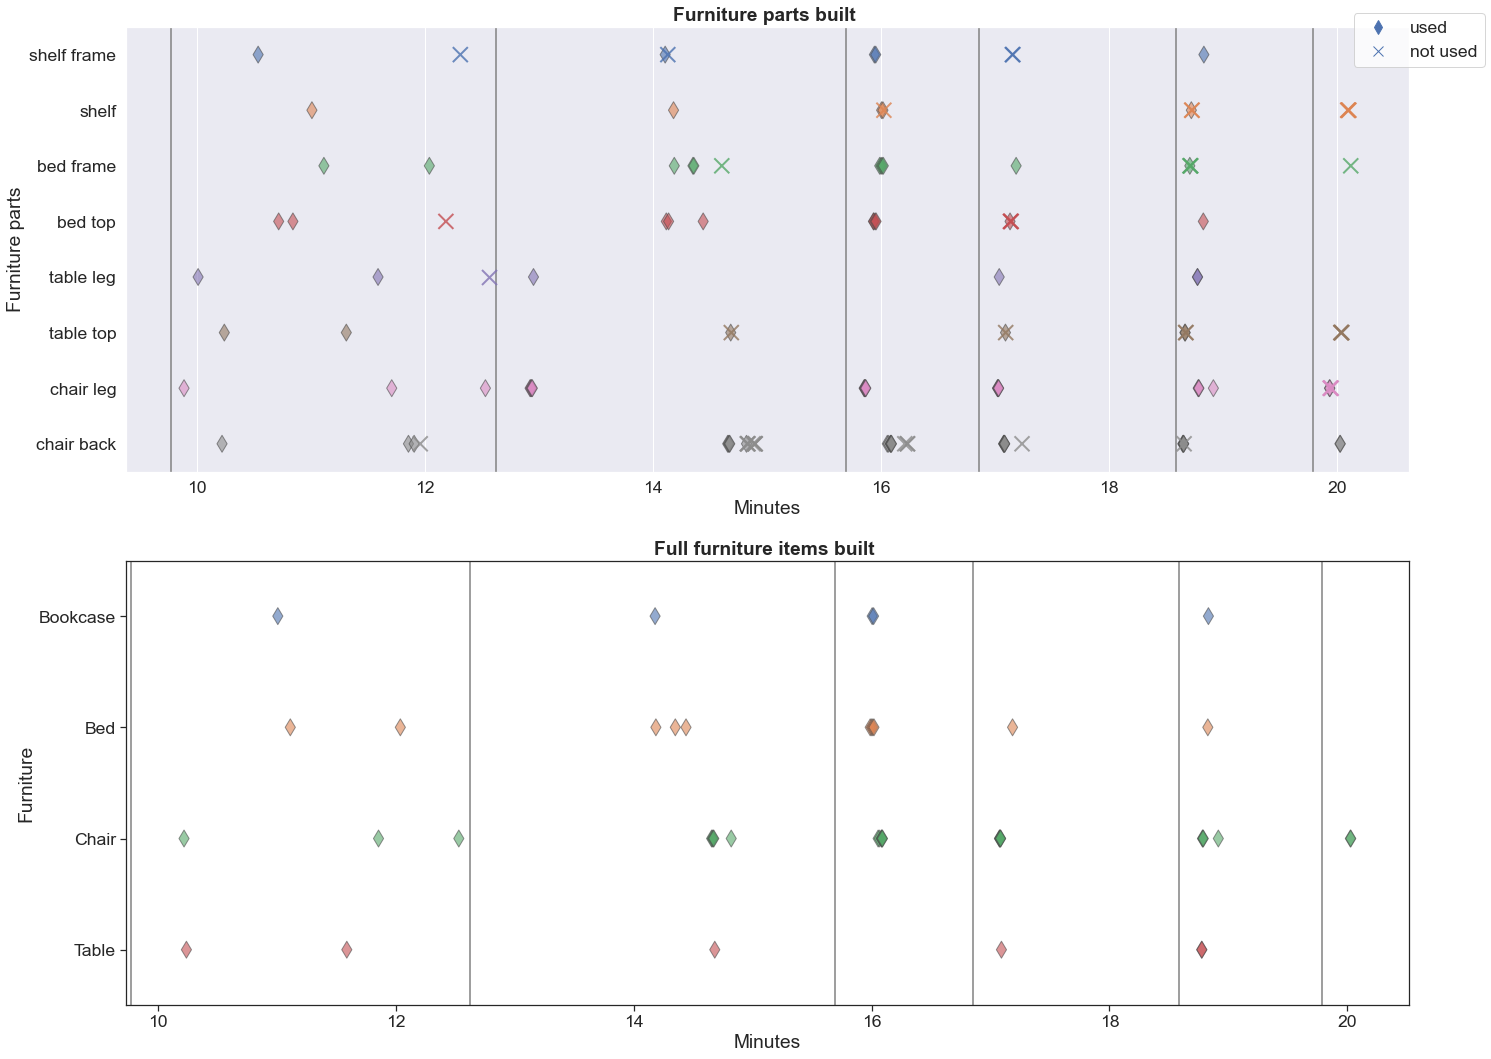 Furniture parts built
used
not used
shelf frame
shelf
bed frame
bed top
table leg
table top
chair leg
chair back
Furniture parts
10 12 14 16 18 20
Minutes
Full furniture items built
Bookcase
Bed
Chair
Table
Furniture
10 12 14 16 18 20
Minutes